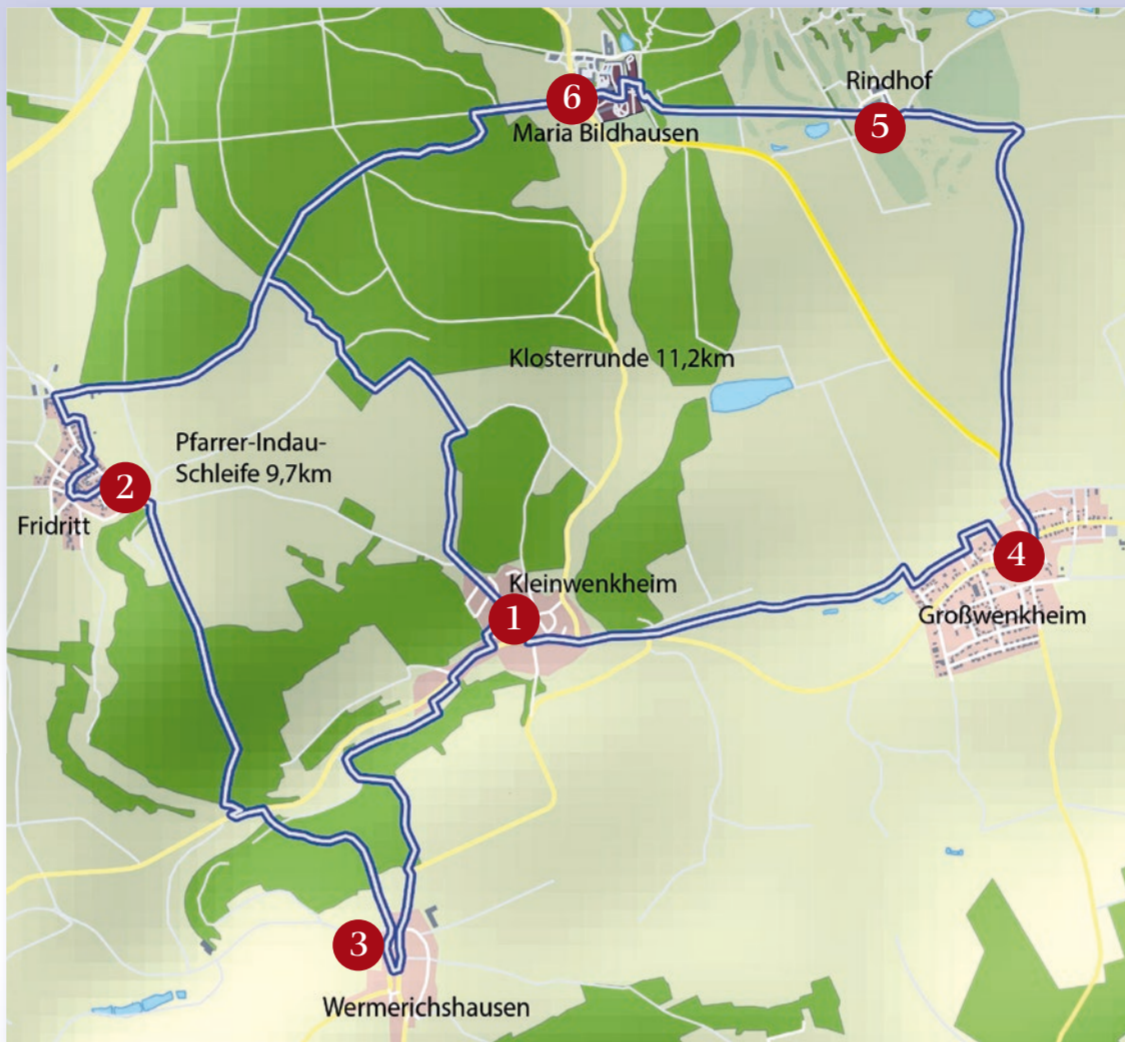 Rindhof
6
5
Maria Bildhausen
Klosterrunde 11,2km
Pfarrer-Indau-
Schleife 9,7km
2
Fridritt
4
Kleinwenkheim
1
Großwenkheim
3
Wermerichshausen